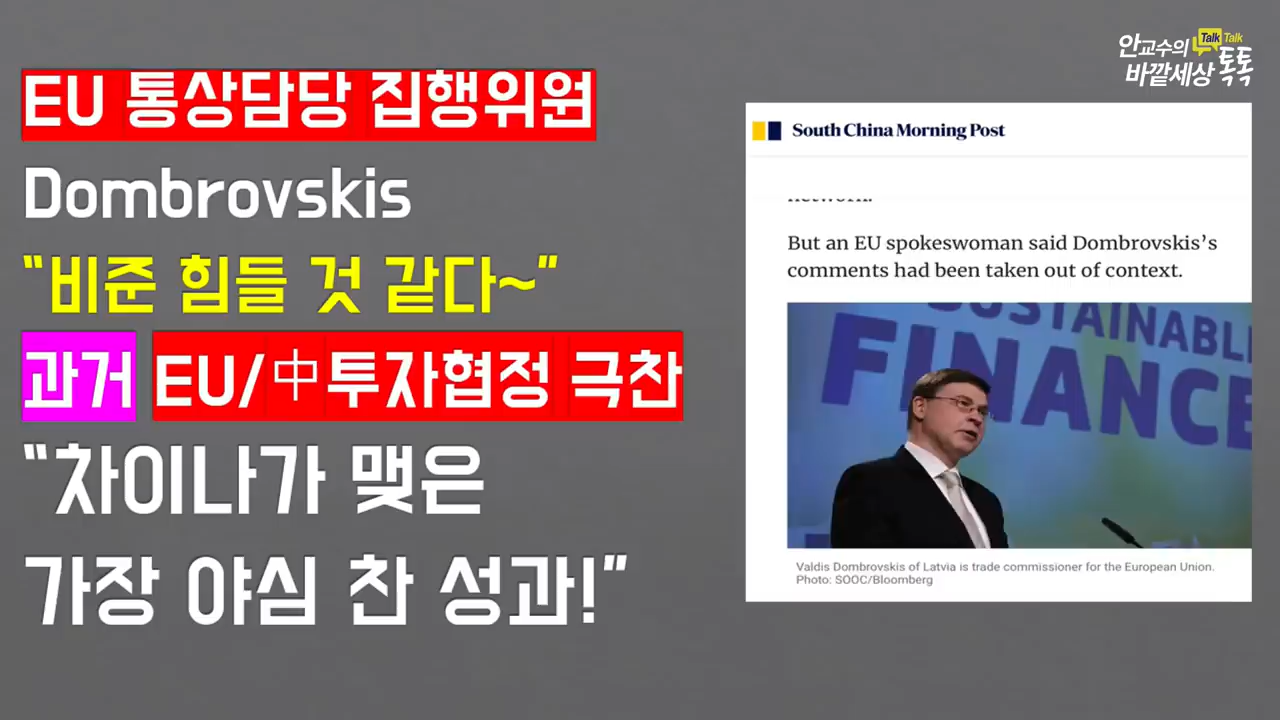 안교수의 Talk Talk
바깥세상 톡톡
EU 통상담당 집행위원
Dombrovskis
"비준 힘들 것 같다~"
과거 EU/中투자협정 극찬
"차이나가 맺은
가장 야심 찬 성과!"
South China Morning Post
network.
But an EU spokeswoman said Dombrovskis's
comments had been taken out of context.
SUSTAINABL
FINANCE
Valdis Dombrovskis of Latvia is trade commissioner for the European Union.
Photo: SOOC/Bloomberg